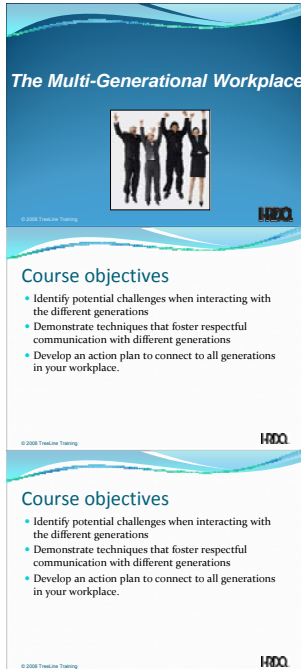 The Multi-Generational Workplace
© 2008 TreeLine Training
HRDQ
Course objectives
• Identify potential challenges when interacting with
the different generations
• Demonstrate techniques that foster respectful
communication with different generations
• Develop an action plan to connect to all generations
in your workplace.
© 2008 TreeLine Training
HRDQ
Course objectives
• Identify potential challenges when interacting with
the different generations
• Demonstrate techniques that foster respectful
communication with different generations
• Develop an action plan to connect to all generations
in your workplace.
© 2008 TreeLine Training
HRDQ